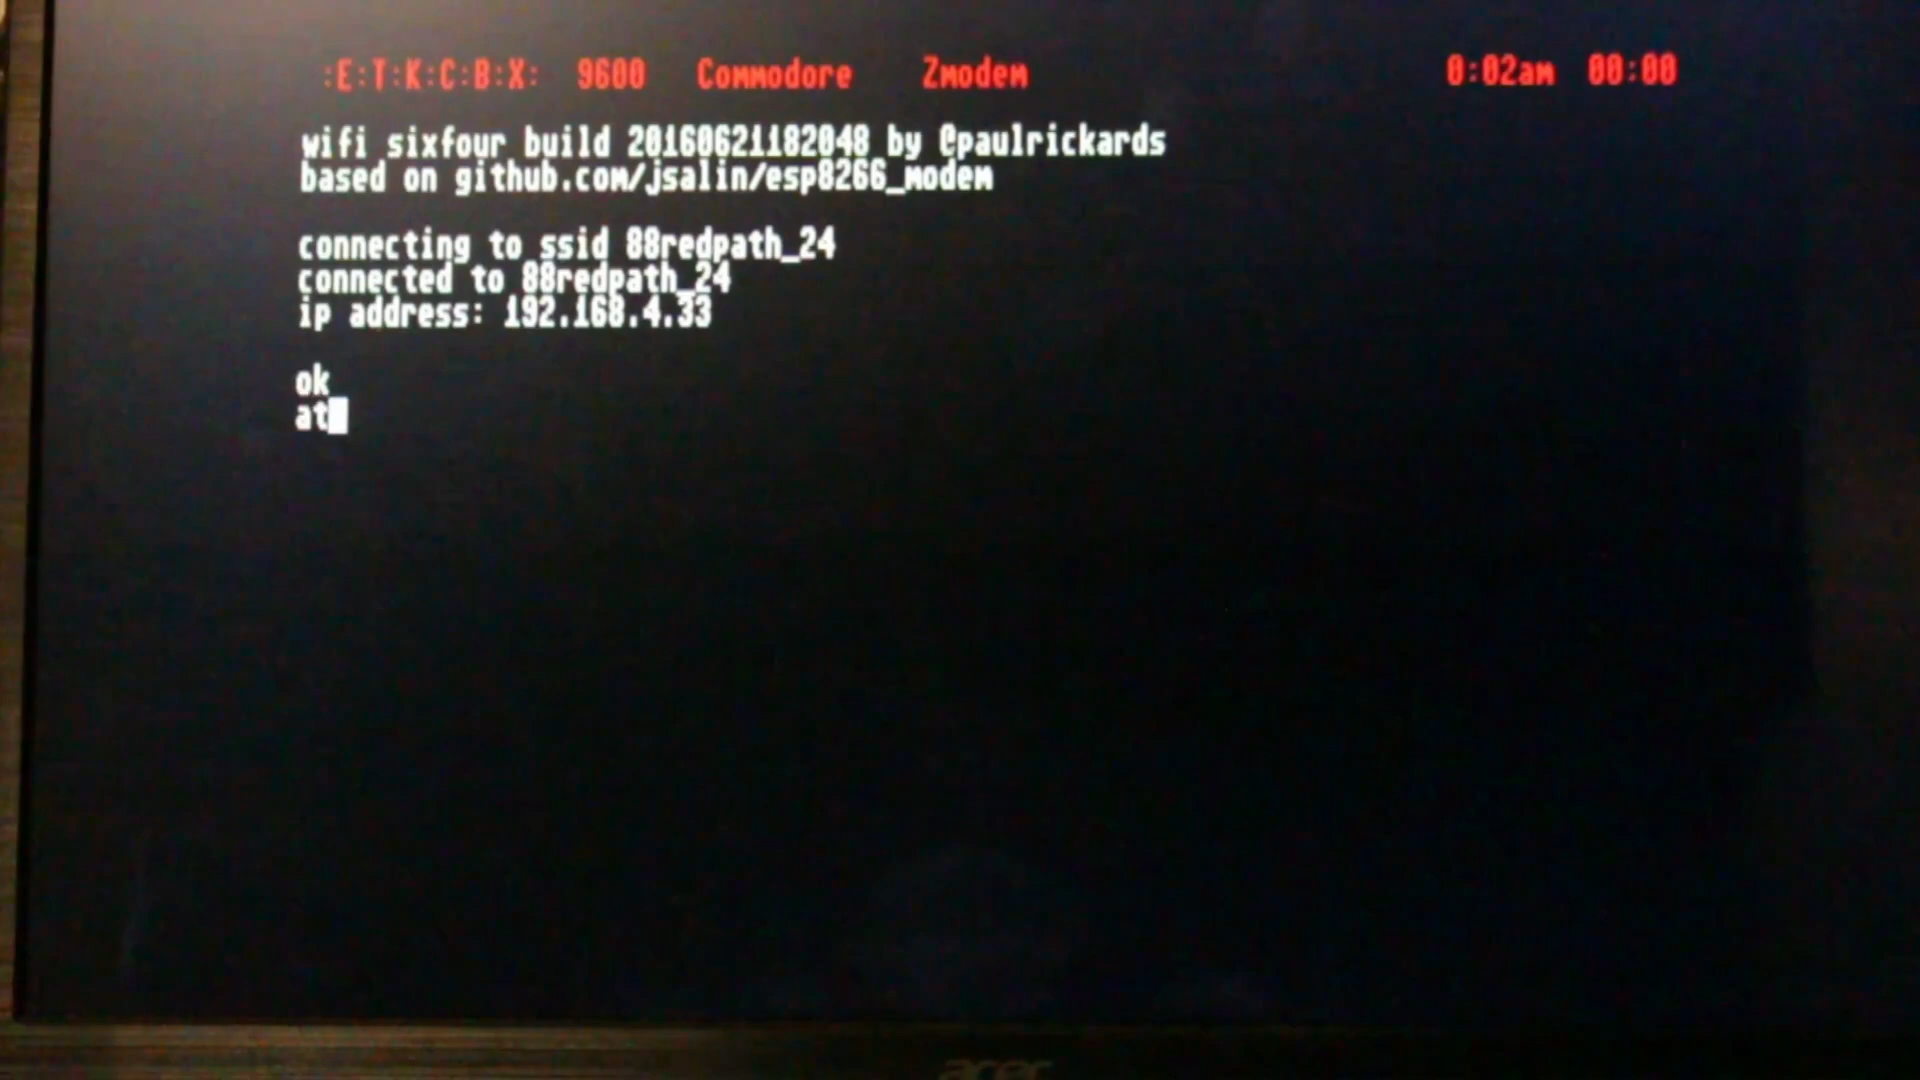 :E:T:K:C:B:X: 9600 Commodore Zmodem 0:02am 00:00
wifi sixfour build 20160621182048 by @paulrickards
based on github.com/jsalin/esp8266_modem
connecting to ssid 88redpath_24
connected to 88redpath_24
ip address: 192.168.4.33
ok
at
acer